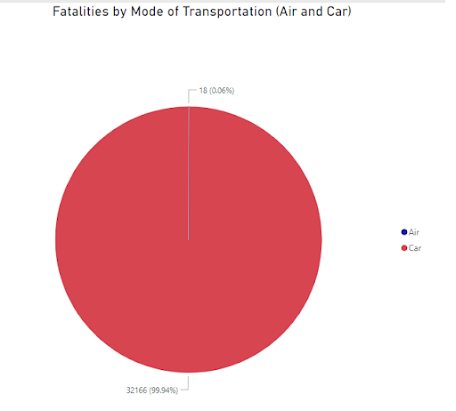 Fatalities by Mode of Transportation (Air and Car)
18 (0.06%)
Air
Car
32166 (99.94%)